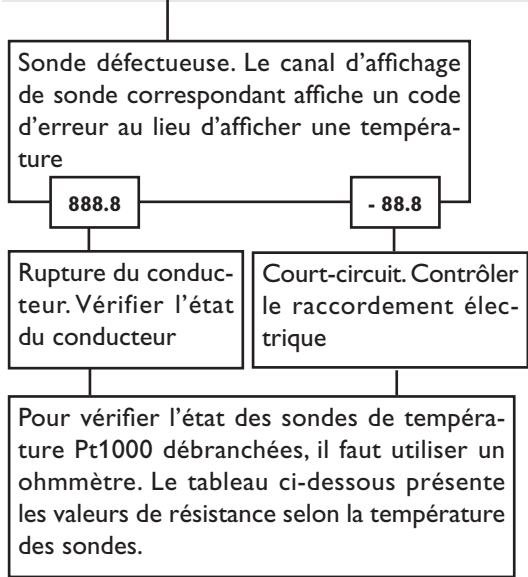 Sonde défectueuse. Le canal d'affichage
de sonde correspondant affiche un code
d'erreur au lieu d'afficher une tempéra-
ture
888.8
- 88.8
Rupture du conduc-
teur. Vérifier l'état
du conducteur
Court-circuit. Contrôler
le raccordement élec-
trique
Pour vérifier l'état des sondes de tempéra-
ture Pt1000 débranchées, il faut utiliser un
ohmmètre. Le tableau ci-dessous présente
les valeurs de résistance selon la température
des sondes.